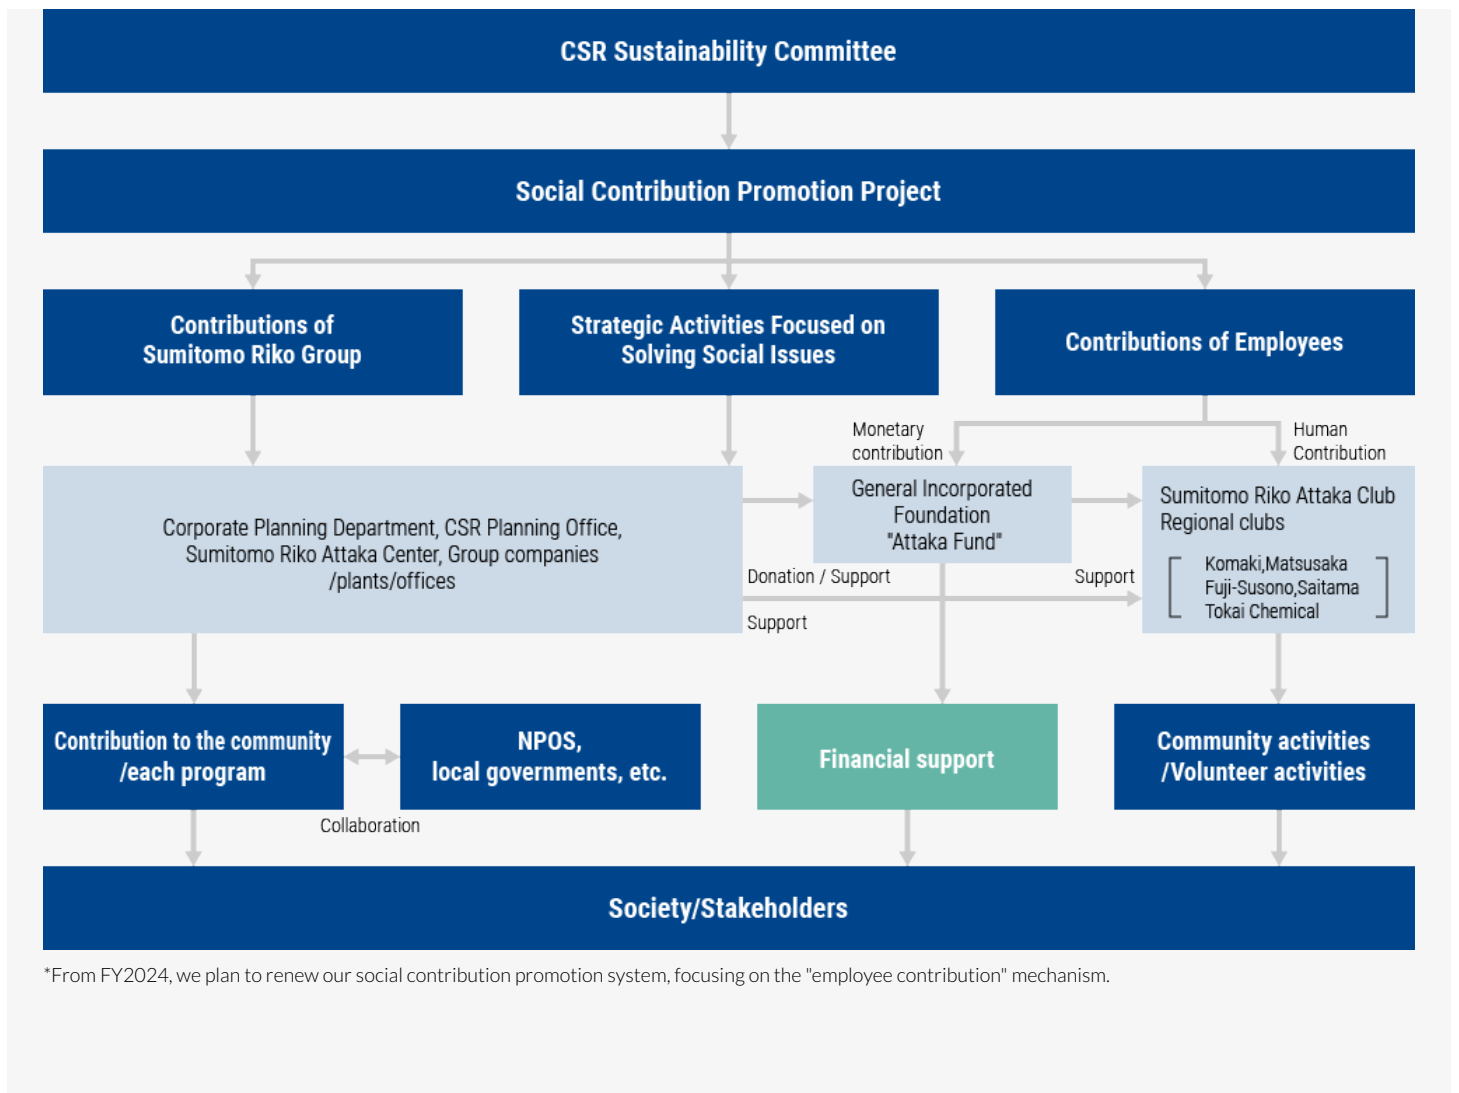 CSR Sustainability Committee
Social Contribution Promotion Project
Contributions of
Sumitomo Riko Group
Strategic Activities Focused on
Solving Social Issues
Contributions of Employees
Monetary
contribution
Human
Contribution
Corporate Planning Department, CSR Planning Office,
Sumitomo Riko Attaka Center, Group companies
/plants/offices
General Incorporated
Foundation
"Attaka Fund"
Sumitomo Riko Attaka Club
Regional clubs
Komaki,Matsusaka
Fuji-Susono,Saitama
Tokai Chemical
Donation / Support
Support
Support
Contribution to the community
/each program
NPOS,
local governments, etc.
Collaboration
Financial support
Community activities
/Volunteer activities
Society/Stakeholders
*From FY2024, we plan to renew our social contribution promotion system, focusing on the "employee contribution" mechanism.